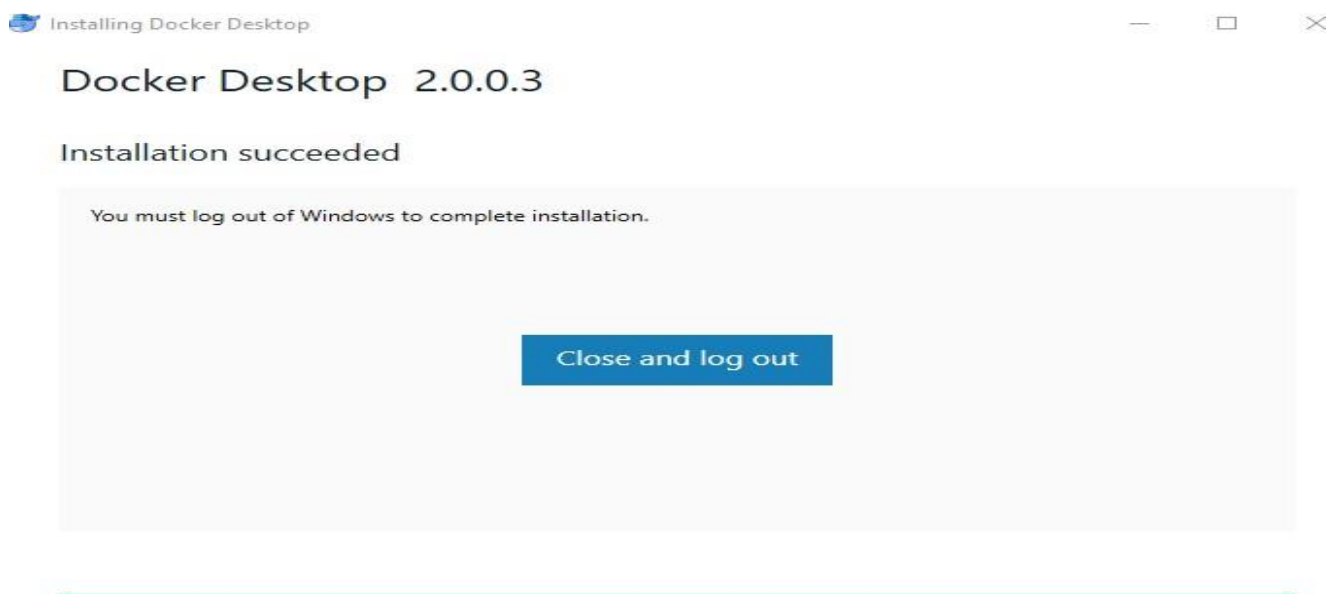 Installing Docker Desktop
Docker Desktop 2.0.0.3
Installation succeeded
You must log out of Windows to complete installation.
Close and log out